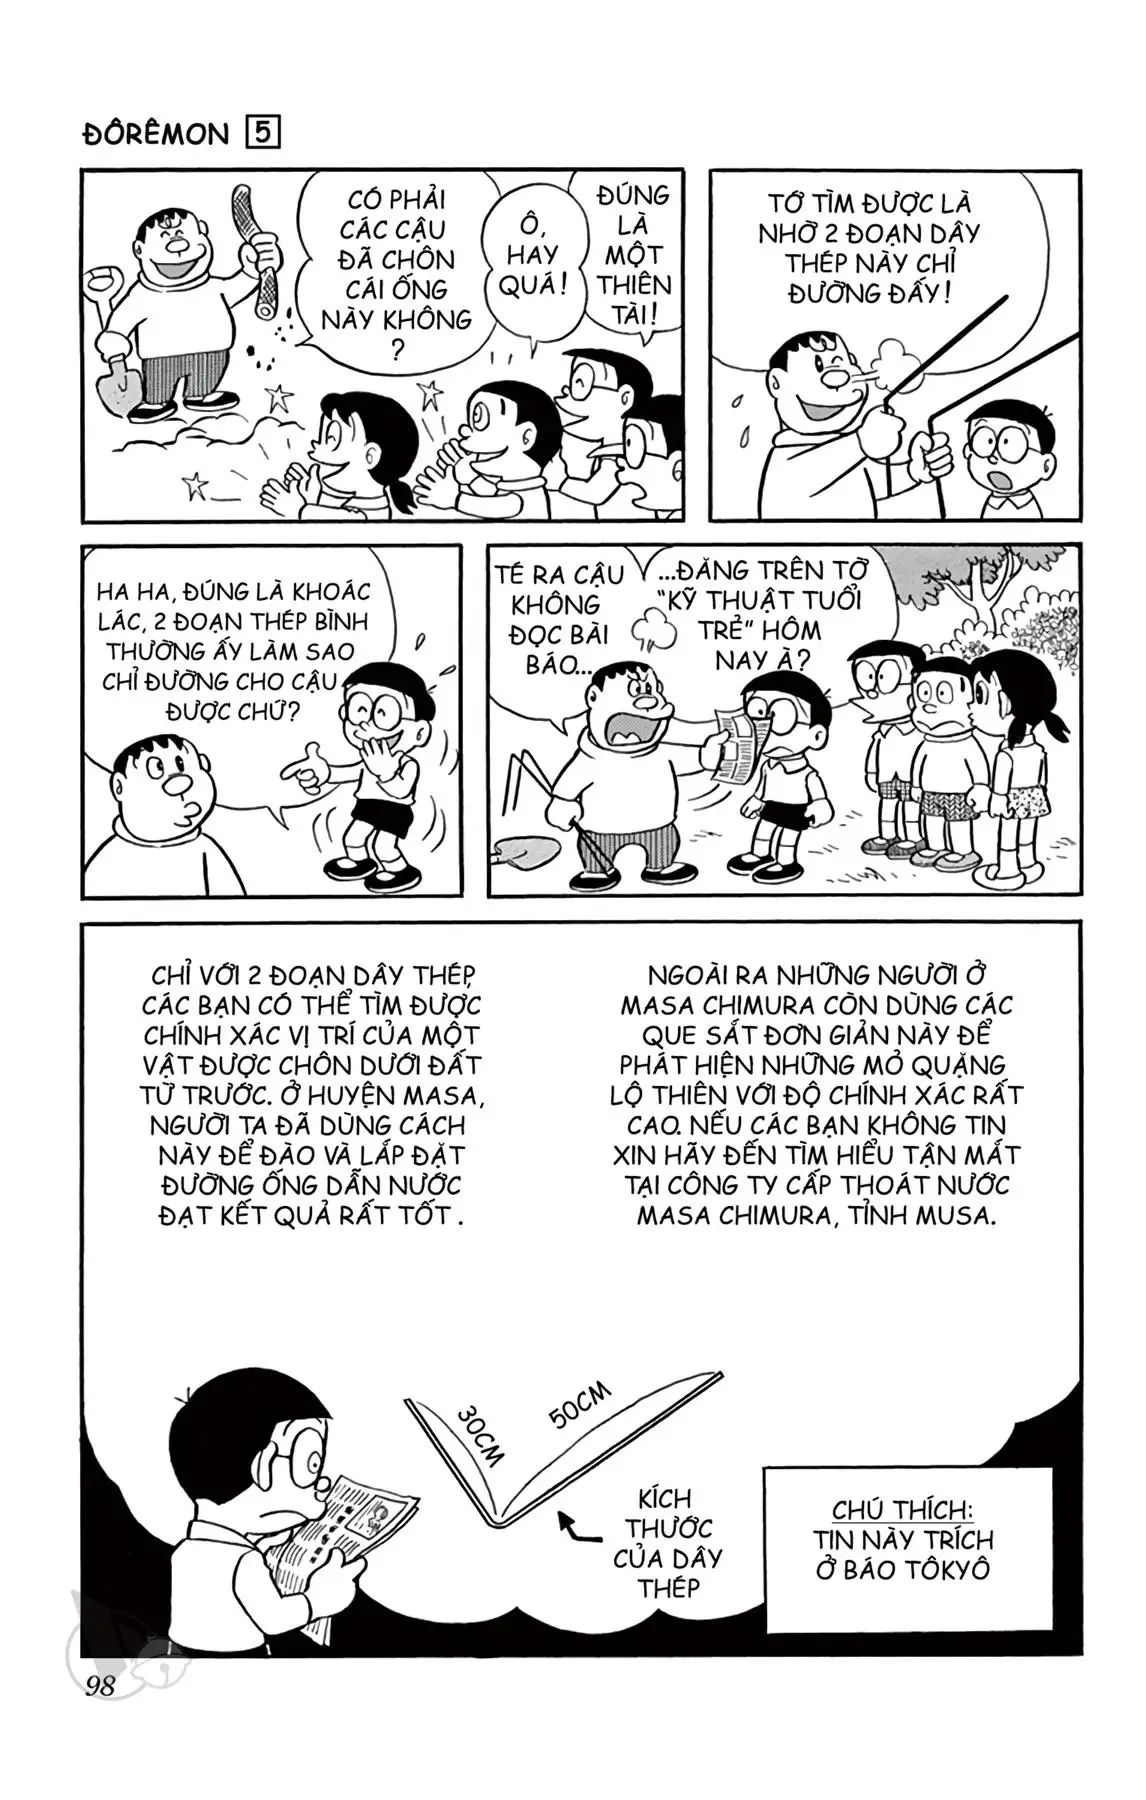 ĐÔRÊMON 5
CÓ PHẢI
CÁC CẬU
ĐÃ CHÔN
CÁI ỐNG
NÀY KHÔNG
?
Ô,
HAY
QUÁ!
ĐÚNG
LÀ
MỘT
THIÊN
TÀI!
TỚ TÌM ĐƯỢC LÀ
NHỜ 2 ĐOẠN DÂY
THÉP NÀY CHỈ
ĐƯỜNG ĐẤY!
HA HA, ĐÚNG LÀ KHOÁC
LÁC, 2 ĐOẠN THÉP BÌNH
THƯỜNG ẤY LÀM SAO
CHỈ ĐƯỜNG CHO CẬU
ĐƯỢC CHỨ?
TÉ RA CẬU
KHÔNG
ĐỌC BÀI
BÁO...
...ĐĂNG TRÊN TỜ
"KỸ THUẬT TUỔI
TRẺ" HÔM
NAY À?
CHỈ VỚI 2 ĐOẠN DÂY THÉP,
CÁC BẠN CÓ THỂ TÌM ĐƯỢC
CHÍNH XÁC VỊ TRÍ CỦA MỘT
VẬT ĐƯỢC CHÔN DƯỚI ĐẤT
TỪ TRƯỚC. Ở HUYỆN MASA,
NGƯỜI TA ĐÃ DÙNG CÁCH
NÀY ĐỂ ĐÀO VÀ LẮP ĐẶT
ĐƯỜNG ỐNG DẪN NƯỚC
ĐẠT KẾT QUẢ RẤT TỐT.
NGOÀI RA NHỮNG NGƯỜI Ở
MASA CHIMURA CÒN DÙNG CÁC
QUE SẮT ĐƠN GIẢN NÀY ĐỂ
PHÁT HIỆN NHỮNG MỎ QUẶNG
LỘ THIÊN VỚI ĐỘ CHÍNH XÁC RẤT
CAO. NẾU CÁC BẠN KHÔNG TIN
XIN HÃY ĐẾN TÌM HIỂU TẬN MẮT
TẠI CÔNG TY CẤP THOÁT NƯỚC
MASA CHIMURA, TỈNH MUSA.
30CM
50CM
KÍCH
THƯỚC
CỦA DÂY
THÉP
CHÚ THÍCH:
TIN NÀY TRÍCH
Ở BÁO TÔKYÔ
98